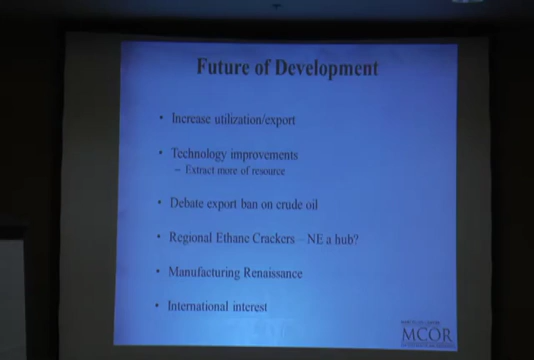 Future of Development
• Increase utilization/export
• Technology improvements
– Extract more of resource
• Debate export ban on crude oil
• Regional Ethane Crackers – NE a hub?
• Manufacturing Renaissance
• International interest
MCOR